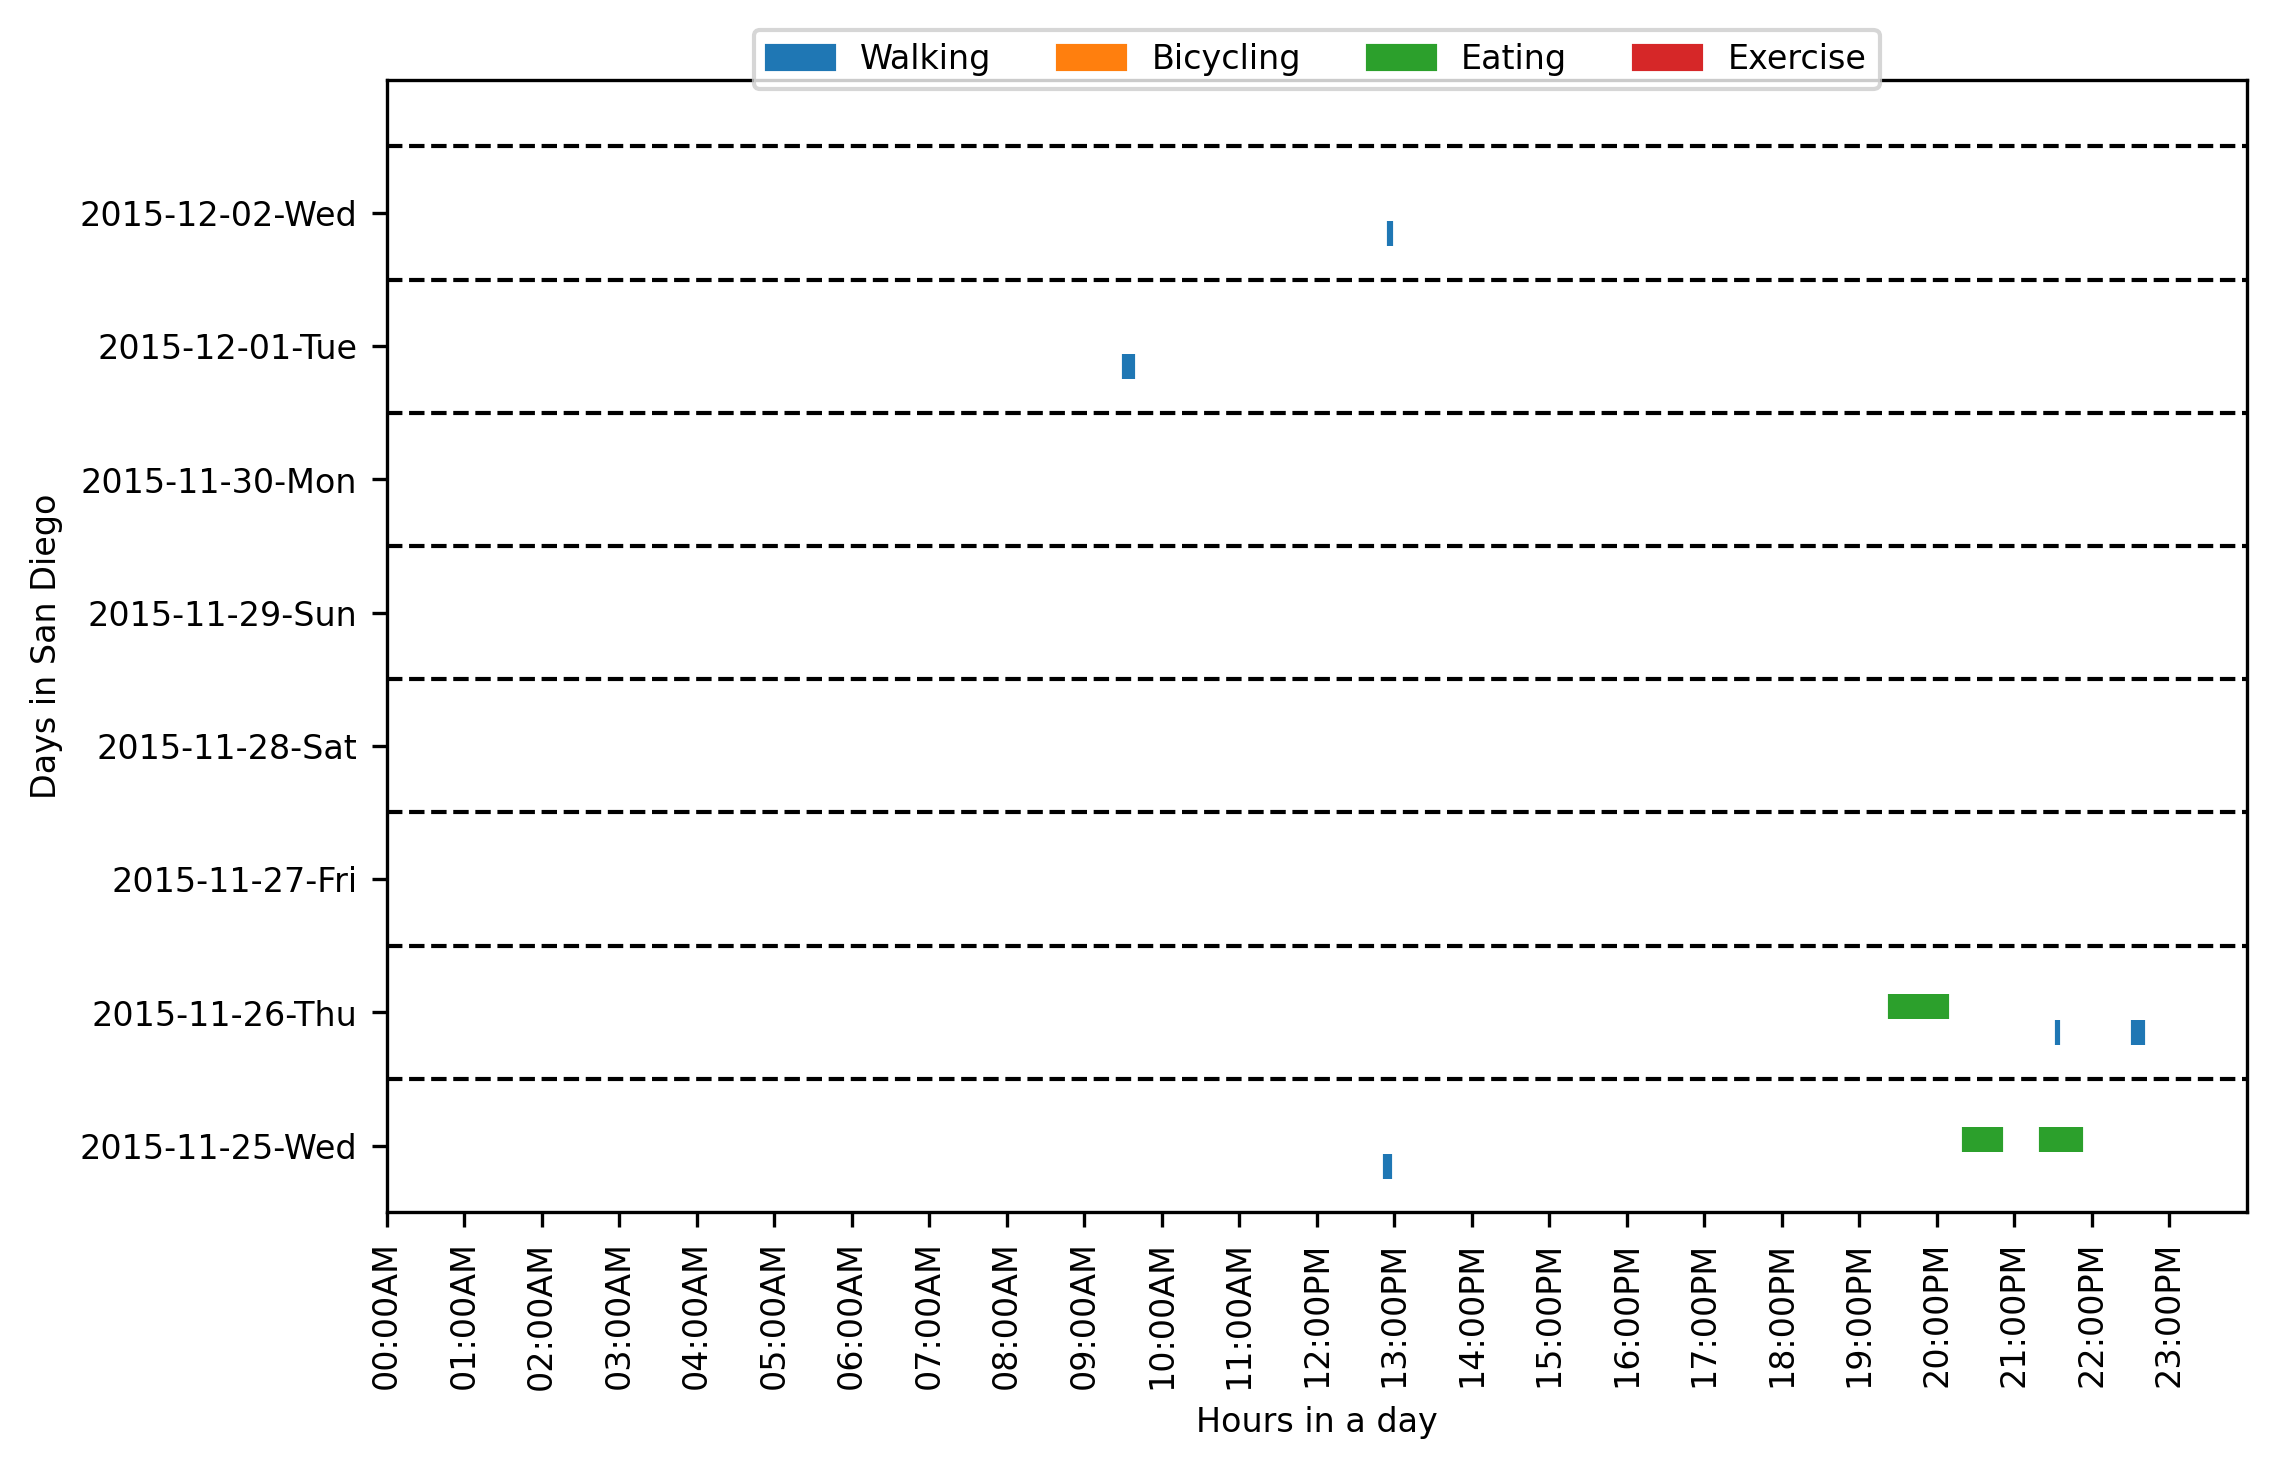 Walking Bicycling Eating Exercise
2015-12-02-Wed
2015-12-01-Tue
2015-11-30-Mon
2015-11-29-Sun
2015-11-28-Sat
2015-11-27-Fri
2015-11-26-Thu
2015-11-25-Wed
Days in San Diego
00:00AM
01:00AM
02:00AM
03:00AM
04:00AM
05:00AM
06:00AM
07:00AM
08:00AM
09:00AM
10:00AM
11:00AM
12:00PM
13:00PM
14:00PM
15:00PM
16:00PM
17:00PM
18:00PM
19:00PM
20:00PM
21:00PM
22:00PM
23:00PM
Hours in a day